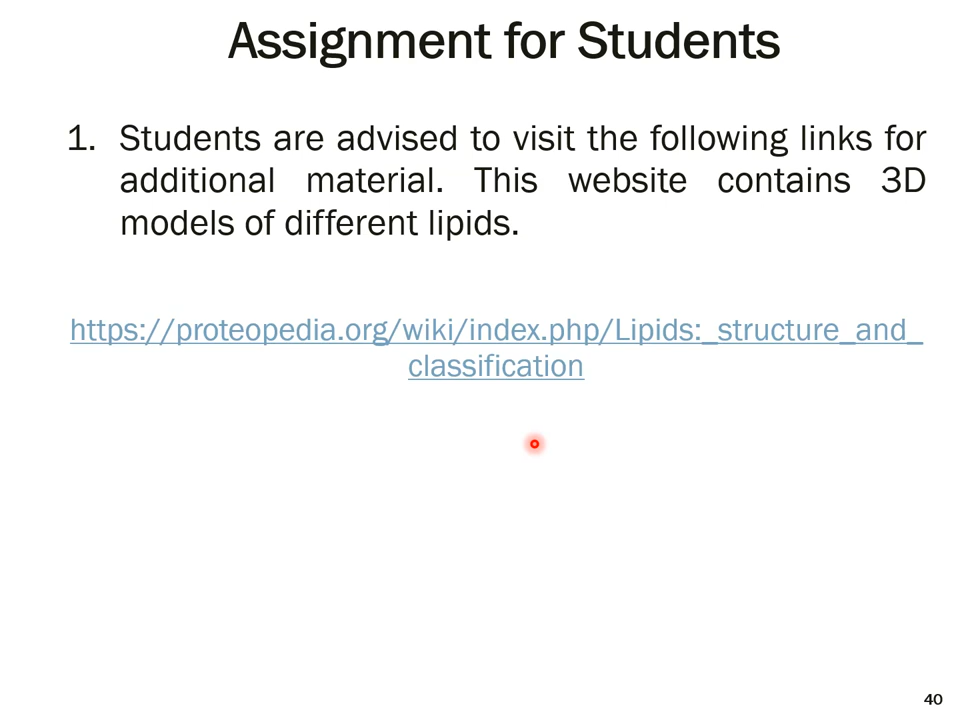 Assignment for Students
1. Students are advised to visit the following links for
additional material. This website contains 3D
models of different lipids.
https://proteopedia.org/wiki/index.php/Lipids:_structure_and_
classification
40